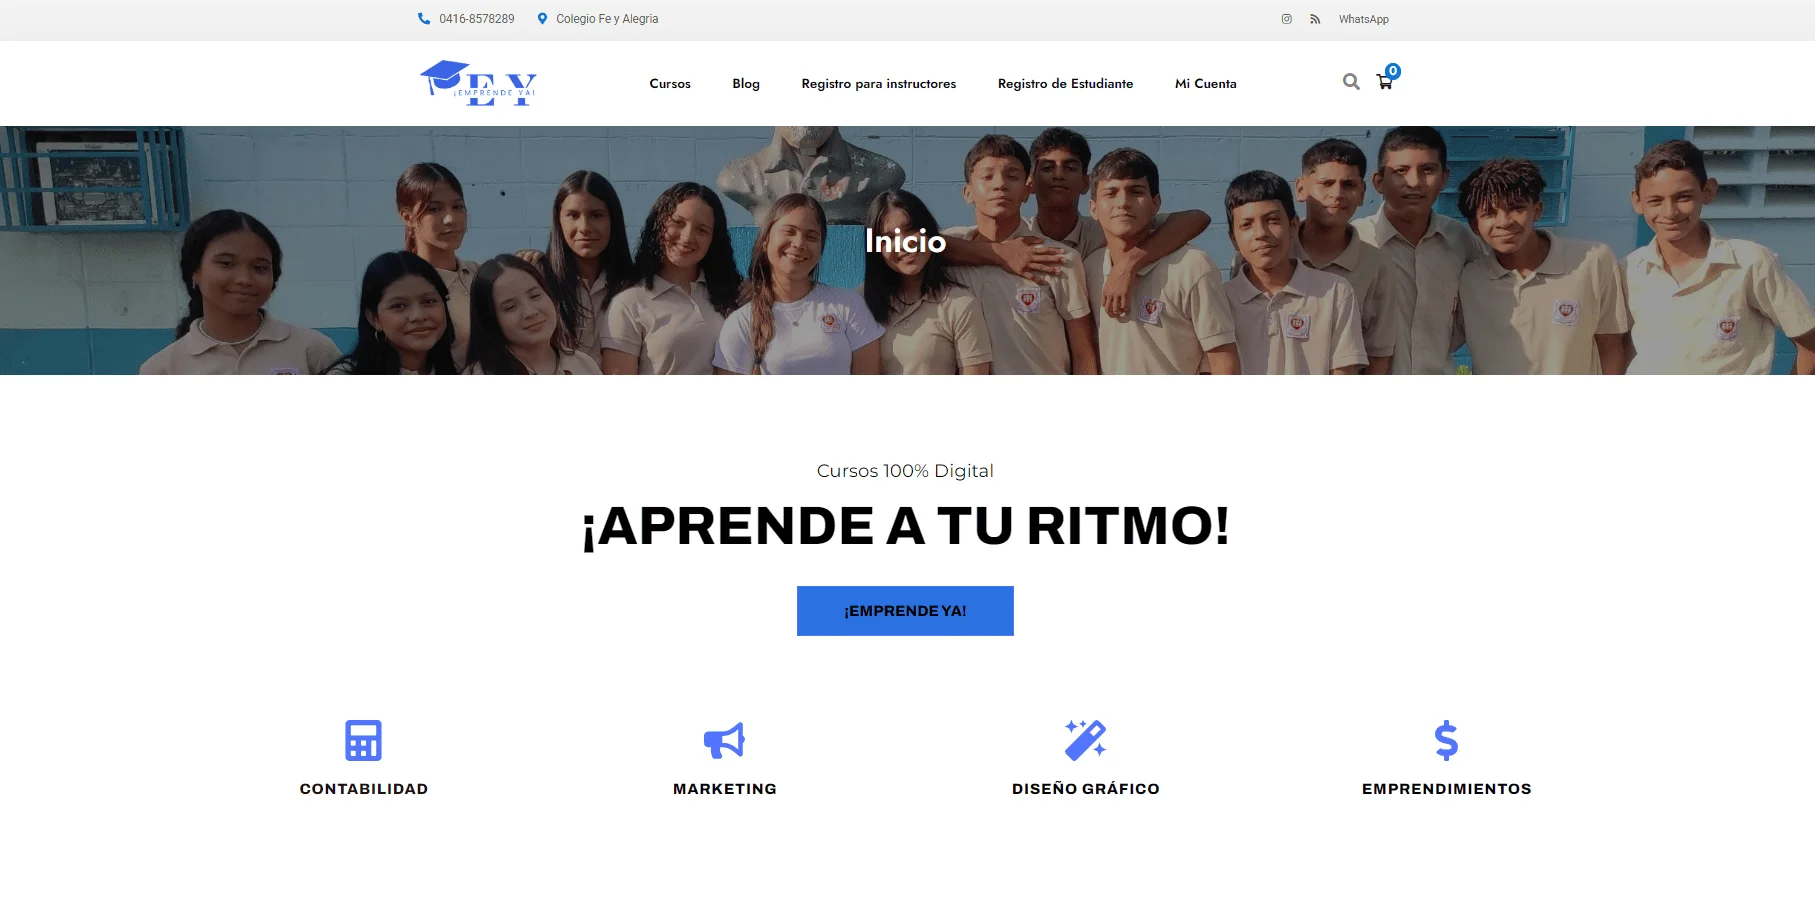 0416-8578289 Colegio Fe y Alegria WhatsApp
EY
¡EMPRENDE YA!
Cursos Blog Registro para instructores Registro de Estudiante Mi Cuenta 0
Inicio
Cursos 100% Digital
¡APRENDE A TU RITMO!
¡EMPRENDE YA!
CONTABILIDAD MARKETING DISEÑO GRÁFICO EMPRENDIMIENTOS